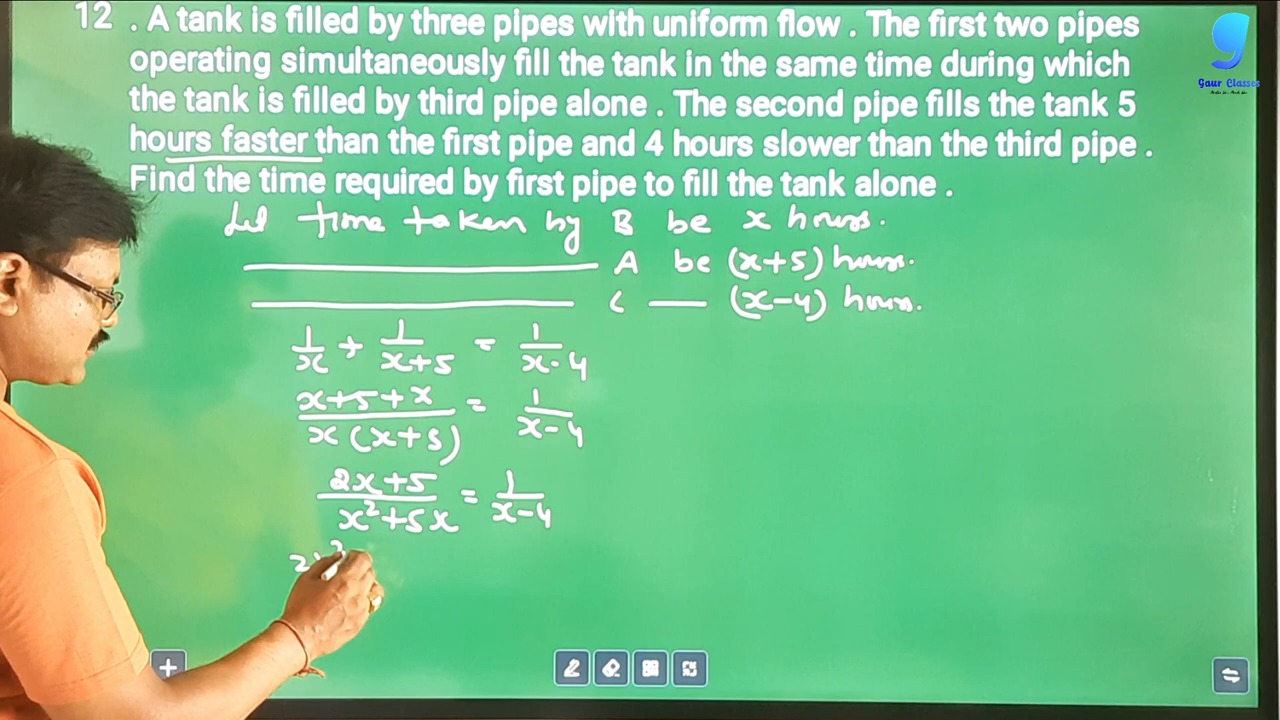 12 . A tank is filled by three pipes with uniform flow . The first two pipes
operating simultaneously fill the tank in the same time during which
the tank is filled by third pipe alone . The second pipe fills the tank 5
hours faster than the first pipe and 4 hours slower than the third pipe .
Find the time required by first pipe to fill the tank alone .
Gaur Classes
Let time taken by B be x hours.
A be (x+5) hours.
C (x-4) hours.
1/x + 1/(x+5) = 1/(x-4)
(x+5+x)/(x(x+5)) = 1/(x-4)
(2x+5)/(x²+5x) = 1/(x-4)